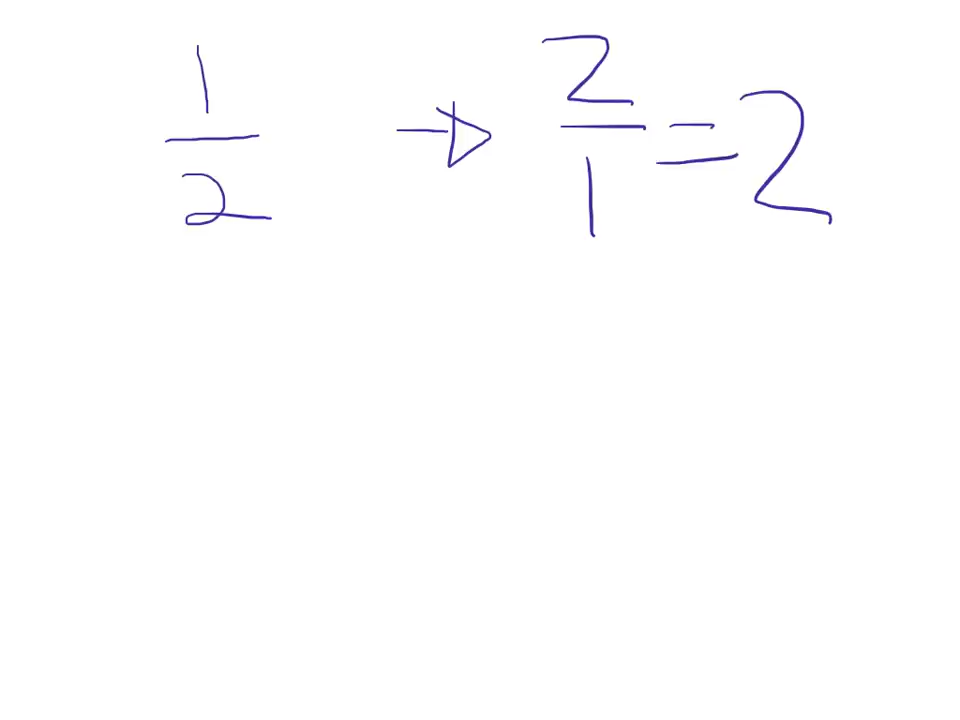 1/2 → 2/1 = 2